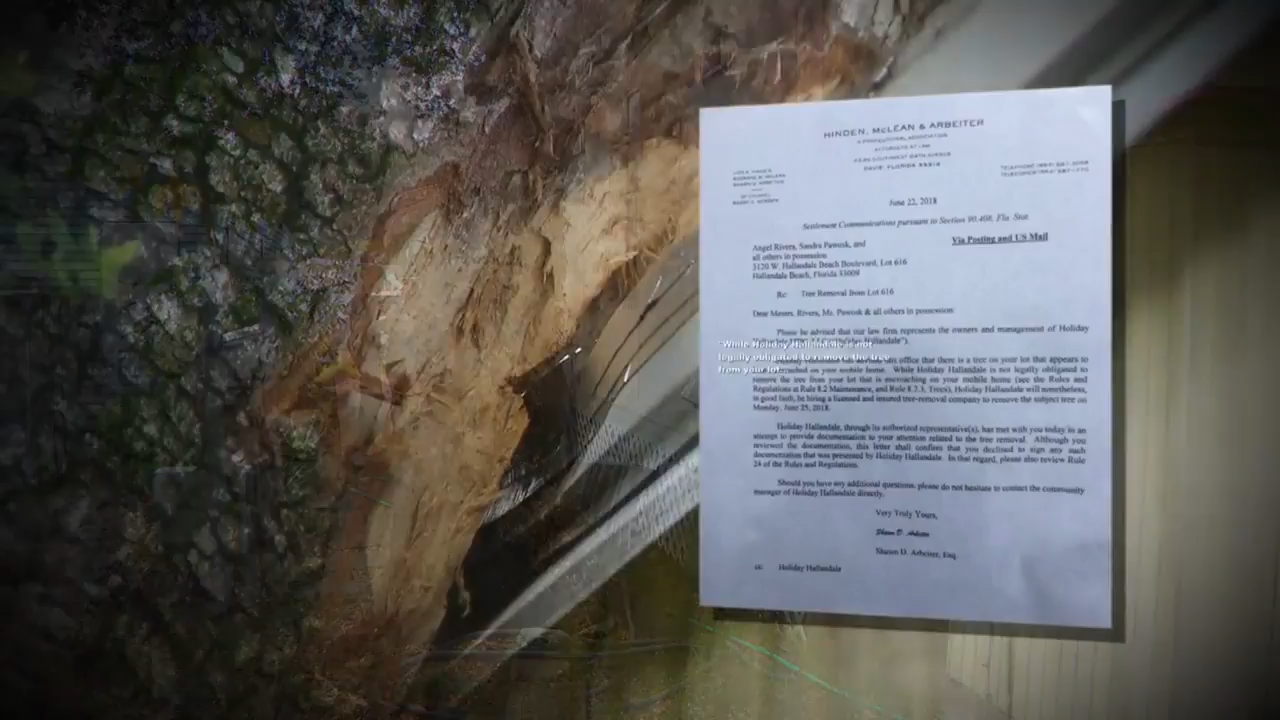 HINDEN, McLEAN & ARBEITER
A PROFESSIONAL ASSOCIATION
ATTORNEYS AT LAW
DAVIE, FLORIDA
June 22, 2018
Settlement Communications pursuant to Section 90.408, Fla. Stat.
Via Posting and US Mail
Angel Rivers, Sandra Pawrosk, and
all others in possession
3120 W. Hallandale Beach Boulevard, Lot 616
Hallandale Beach, Florida 33009
Re: Tree Removal from Lot 616
Dear Messrs. Rivers, Ms. Pawrosk & all others in possession:
Please be advised that our law firm represents the owners and management of Holiday
Hallandale").
"While Holiday Hallandale is not
legally obligated to remove the tree
from your lot...
office that there is a tree on your lot that appears to
on your mobile home. While Holiday Hallandale is not legally obligated to
remove the tree from your lot that is encroaching on your mobile home (see the Rules and
Regulations at Rule 8.2 Maintenance, and Rule 8.2.3, Trees), Holiday Hallandale will nonetheless,
in good faith, be hiring a licensed and insured tree-removal company to remove the subject tree on
Monday, June 25, 2018.
Holiday Hallandale, through its authorized representative(s), has met with you today in an
attempt to provide documentation to your attention related to the tree removal. Although you
reviewed the documentation, this letter shall confirm that you declined to sign any such
documentation that was presented by Holiday Hallandale. In that regard, please also review Rule
24 of the Rules and Regulations.
Should you have any additional questions, please do not hesitate to contact the community
manager of Holiday Hallandale directly.
Very Truly Yours,
Shawn D. Arbeiter
Shawn D. Arbeiter, Esq.
cc: Holiday Hallandale